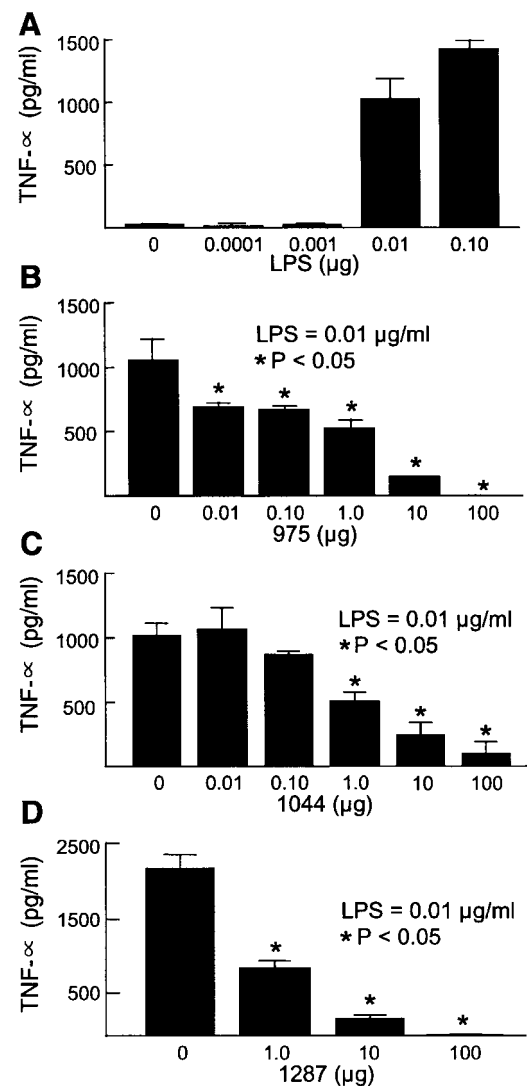 A
TNF-∝ (pg/ml)
1500
1000
500
0 0.0001 0.001 0.01 0.10
LPS (µg)
B
TNF-∝ (pg/ml)
1500
1000
500
LPS = 0.01 µg/ml
* P < 0.05
* * * * *
0 0.01 0.10 1.0 10 100
975 (µg)
C
TNF-∝ (pg/ml)
1500
1000
500
LPS = 0.01 µg/ml
* P < 0.05
* * *
0 0.01 0.10 1.0 10 100
1044 (µg)
D
TNF-∝ (pg/ml)
2500
1500
500
LPS = 0.01 µg/ml
* P < 0.05
* * *
0 1.0 10 100
1287 (µg)